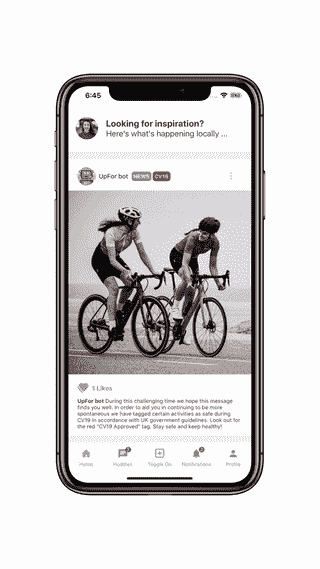 6:45
Looking for inspiration?
Here's what's happening locally ...
UpFor bot NEWS CV19
1 Likes
UpFor bot During this challenging time we hope this message
finds you well. In order to aid you in continuing to be more
spontaneous we have tagged certain activities as safe during
CV19 in accordance with UK government guidelines. Look out for
the red "CV19 Approved" tag. Stay safe and keep healthy!
Home Huddles Toggle On Notifications Profile